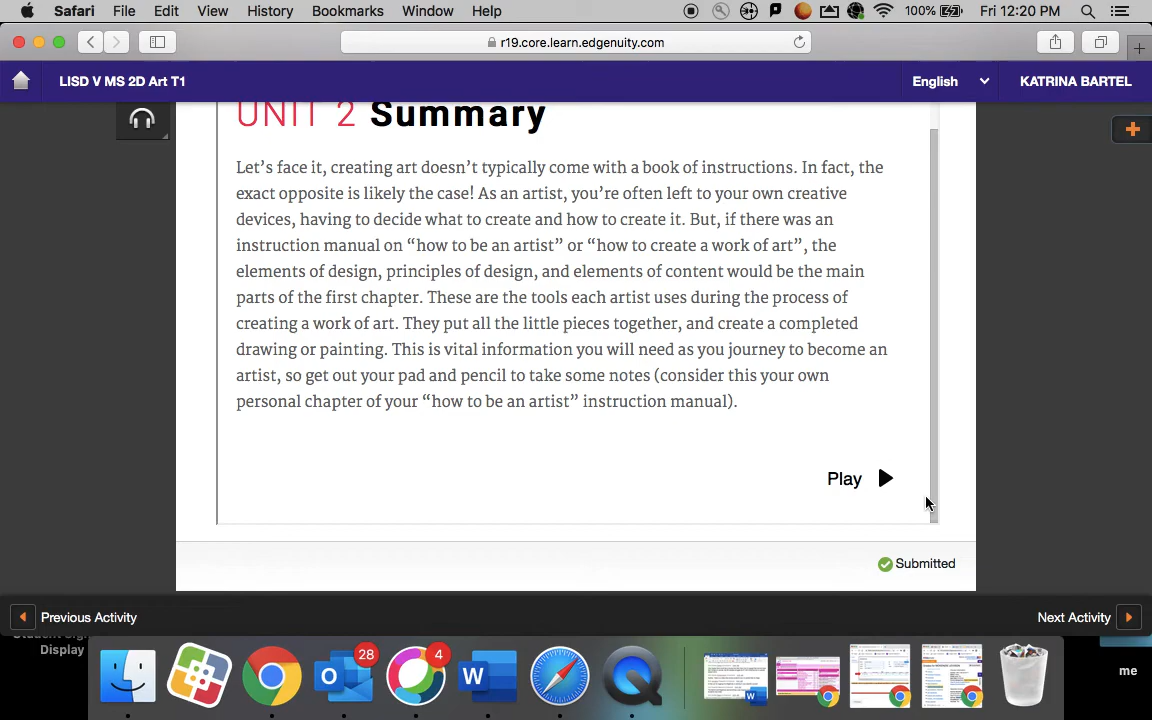 Safari File Edit View History Bookmarks Window Help 100% Fri 12:20 PM
r19.core.learn.edgenuity.com
LISD V MS 2D Art T1 English KATRINA BARTEL
UNIT 2 Summary
Let’s face it, creating art doesn’t typically come with a book of instructions. In fact, the
exact opposite is likely the case! As an artist, you’re often left to your own creative
devices, having to decide what to create and how to create it. But, if there was an
instruction manual on “how to be an artist” or “how to create a work of art”, the
elements of design, principles of design, and elements of content would be the main
parts of the first chapter. These are the tools each artist uses during the process of
creating a work of art. They put all the little pieces together, and create a completed
drawing or painting. This is vital information you will need as you journey to become an
artist, so get out your pad and pencil to take some notes (consider this your own
personal chapter of your “how to be an artist” instruction manual).
Play
Submitted
Previous Activity Next Activity
Display
me
28
4
O
W